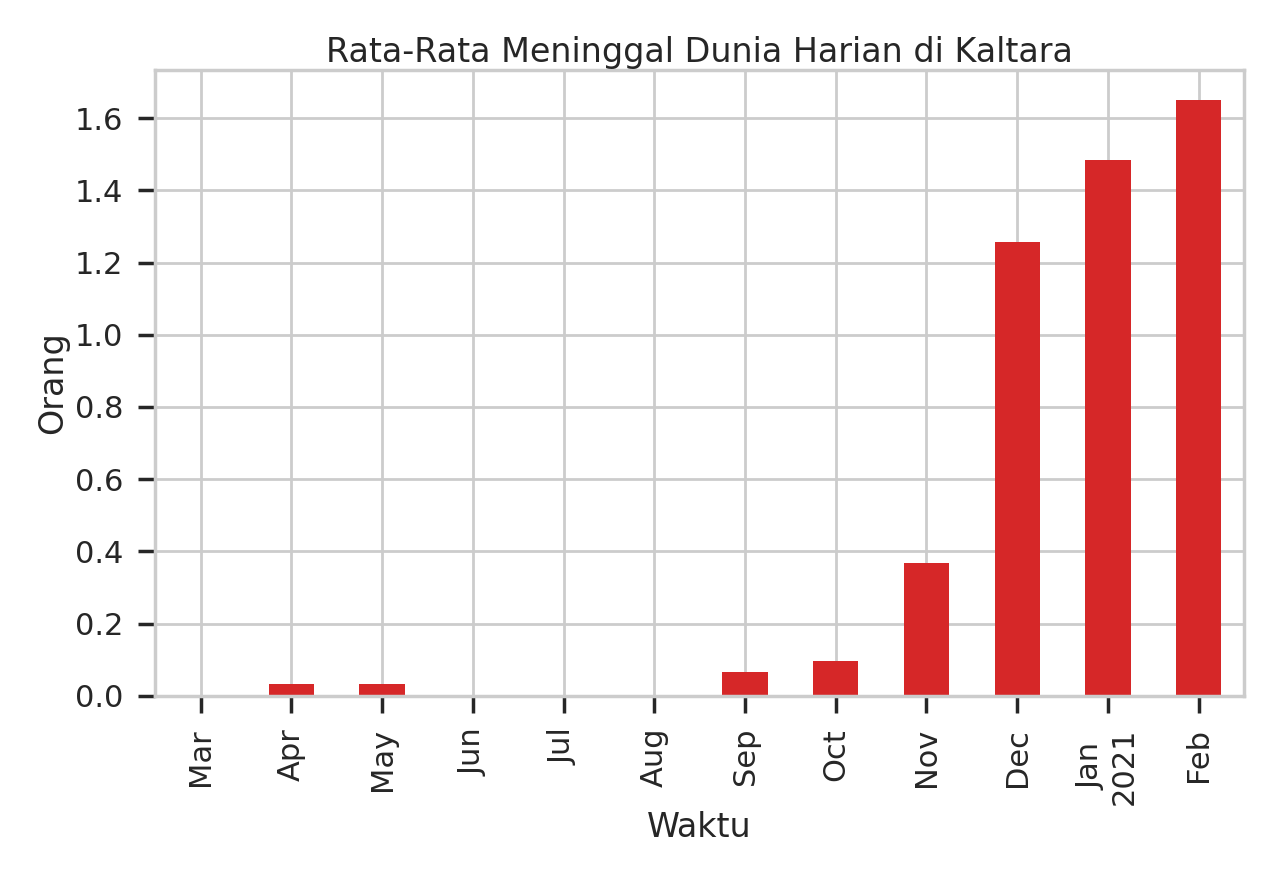 Rata-Rata Meninggal Dunia Harian di Kaltara
Orang
1.6
1.4
1.2
1.0
0.8
0.6
0.4
0.2
0.0
Mar
Apr
May
Jun
Jul
Aug
Sep
Oct
Nov
Dec
Jan
2021
Feb
Waktu